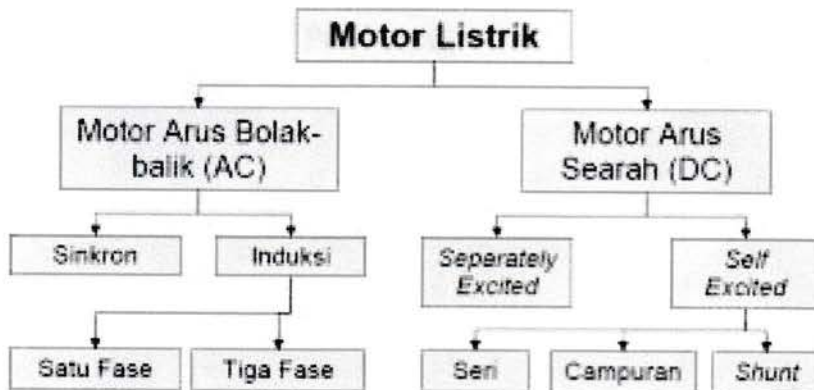 Motor Listrik
Motor Arus Bolak-
balik (AC)
Motor Arus
Searah (DC)
Sinkron
Induksi
Separately
Excited
Self
Excited
Satu Fase
Tiga Fase
Seri
Campuran
Shunt